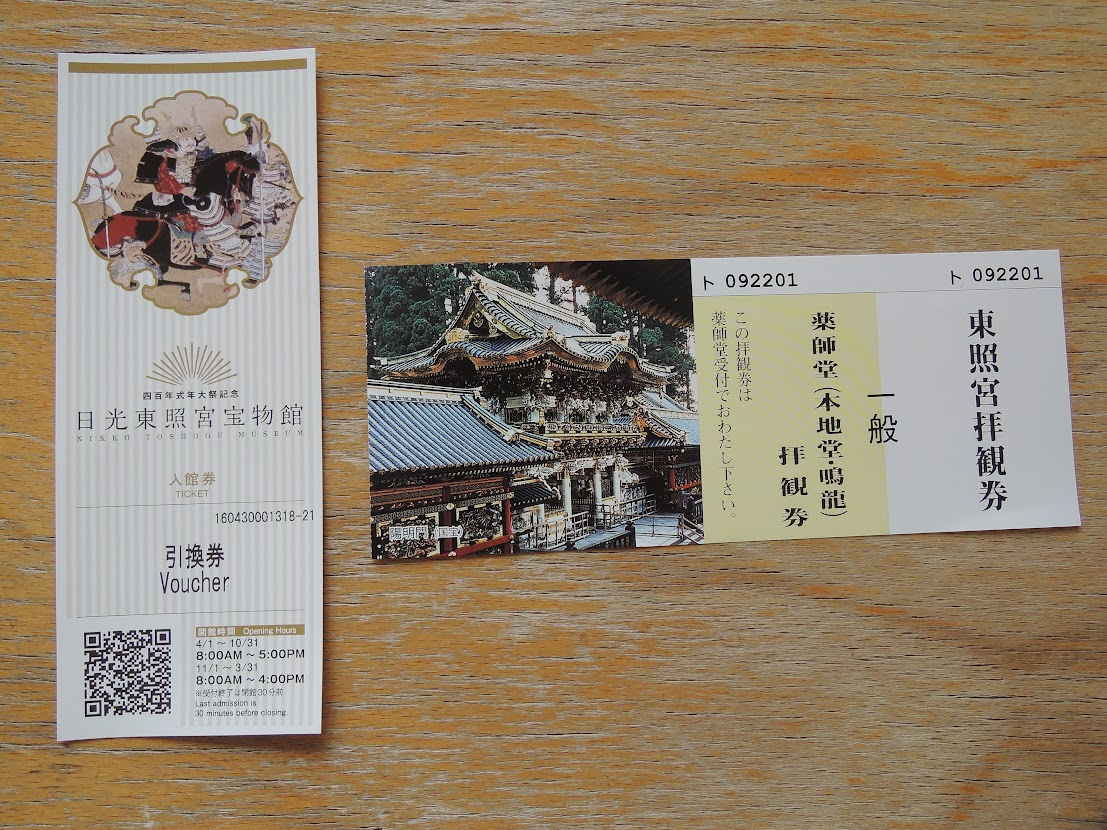 四百年式年大祭記念
日光東照宮宝物館
NIKKO TOSHOGU MUSEUM
入館券
TICKET
160430001318-21
引換券
Voucher
開館時間 Opening Hours
4/1 ~ 10/31
8:00AM ~ 5:00PM
11/1 ~ 3/31
8:00AM ~ 4:00PM
※受付終了は閉館30分前
Last admission is
30 minutes before closing.
陽明門 (国宝)
ト 092201
薬師堂(本地堂・鳴龍)
拝観券
この拝観券は
薬師堂受付でおわたし下さい。
一般
ト 092201
東照宮拝観券